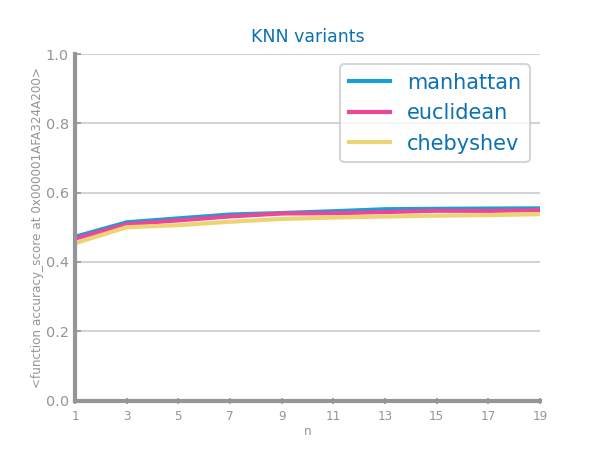 KNN variants
manhattan
euclidean
chebyshev
<function accuracy_score at 0x000001AFA324A200>
1.0
0.8
0.6
0.4
0.2
0.0
1 3 5 7 9 11 13 15 17 19
n